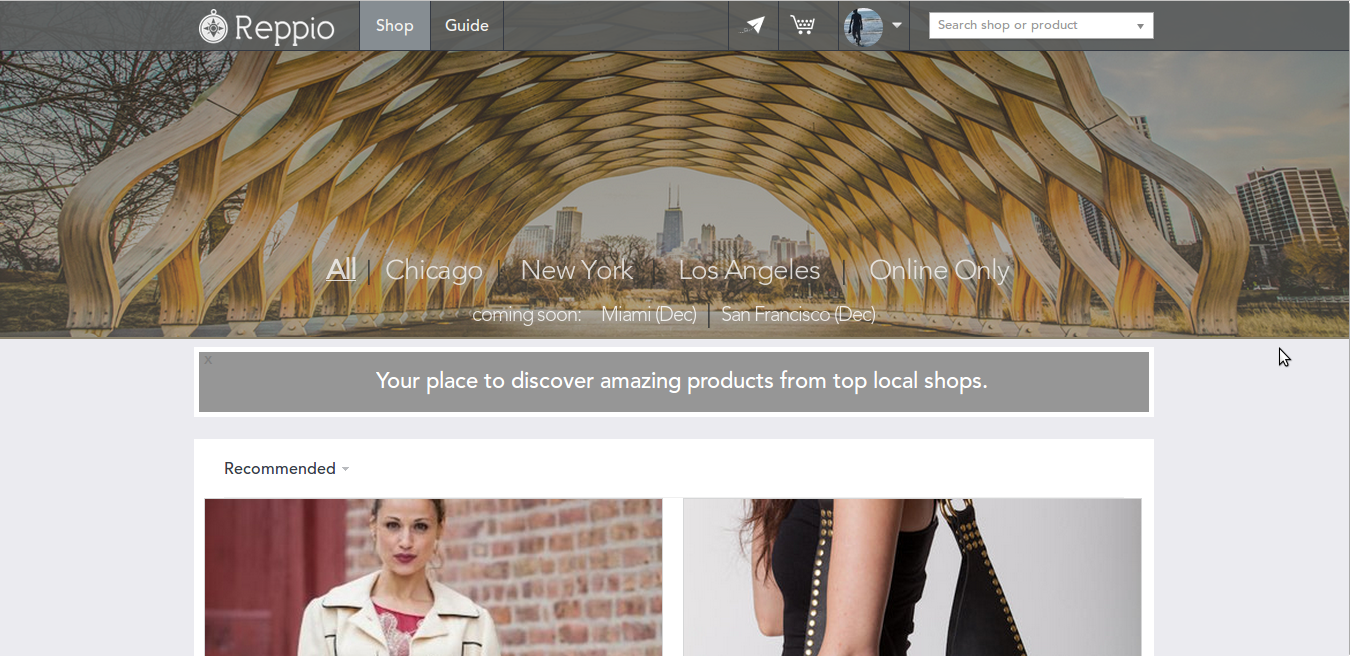 Reppio Shop Guide Search shop or product
All | Chicago | New York | Los Angeles | Online Only
coming soon: Miami (Dec) | San Francisco (Dec)
x
Your place to discover amazing products from top local shops.
Recommended